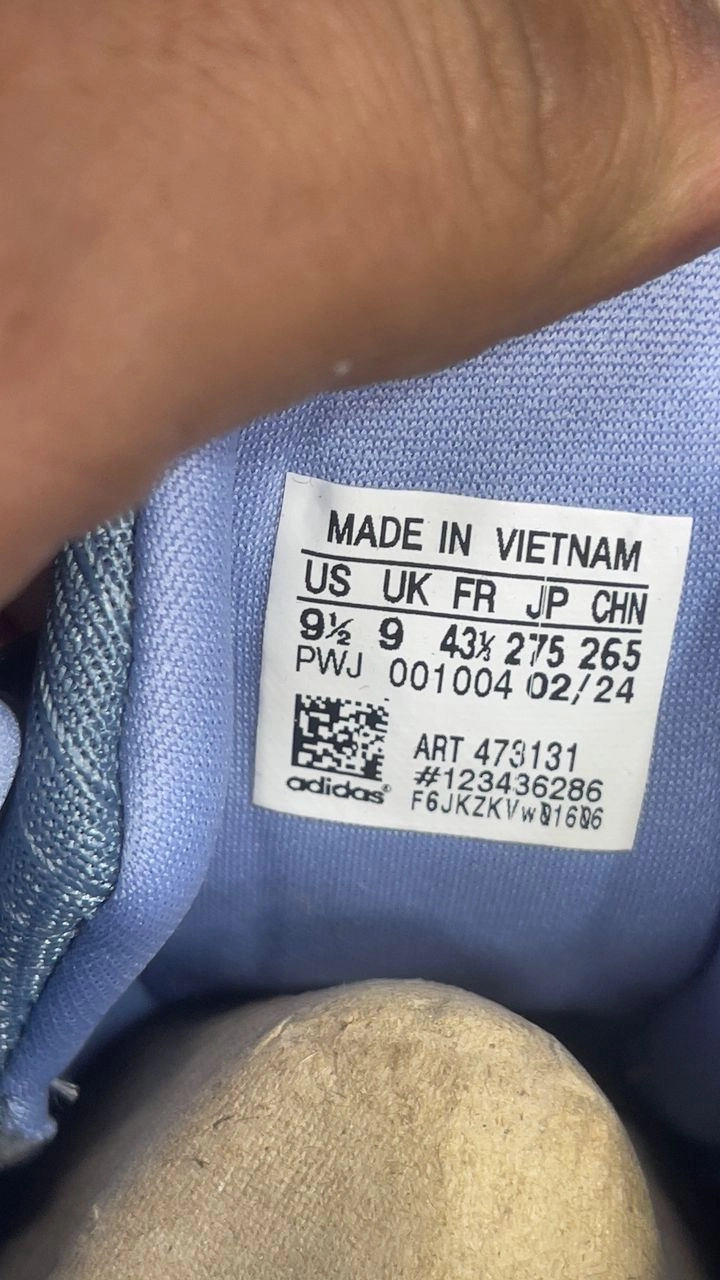 MADE IN VIETNAM
US UK FR JP CHN
9½ 9 43⅓ 275 265
PWJ 001004 02/24
ART 473131
#123436286
adidas®
F6JKZKVw01606